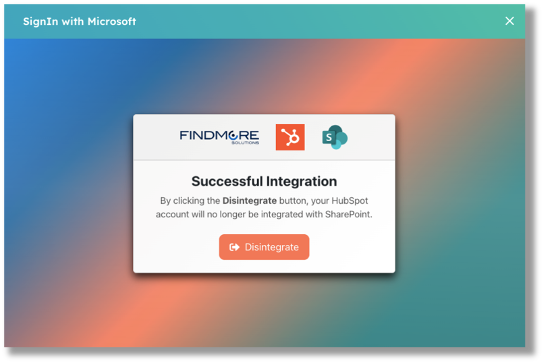 SignIn with Microsoft
FINDMORE
SOLUTIONS
S
Successful Integration
By clicking the Disintegrate button, your HubSpot
account will no longer be integrated with SharePoint.
Disintegrate